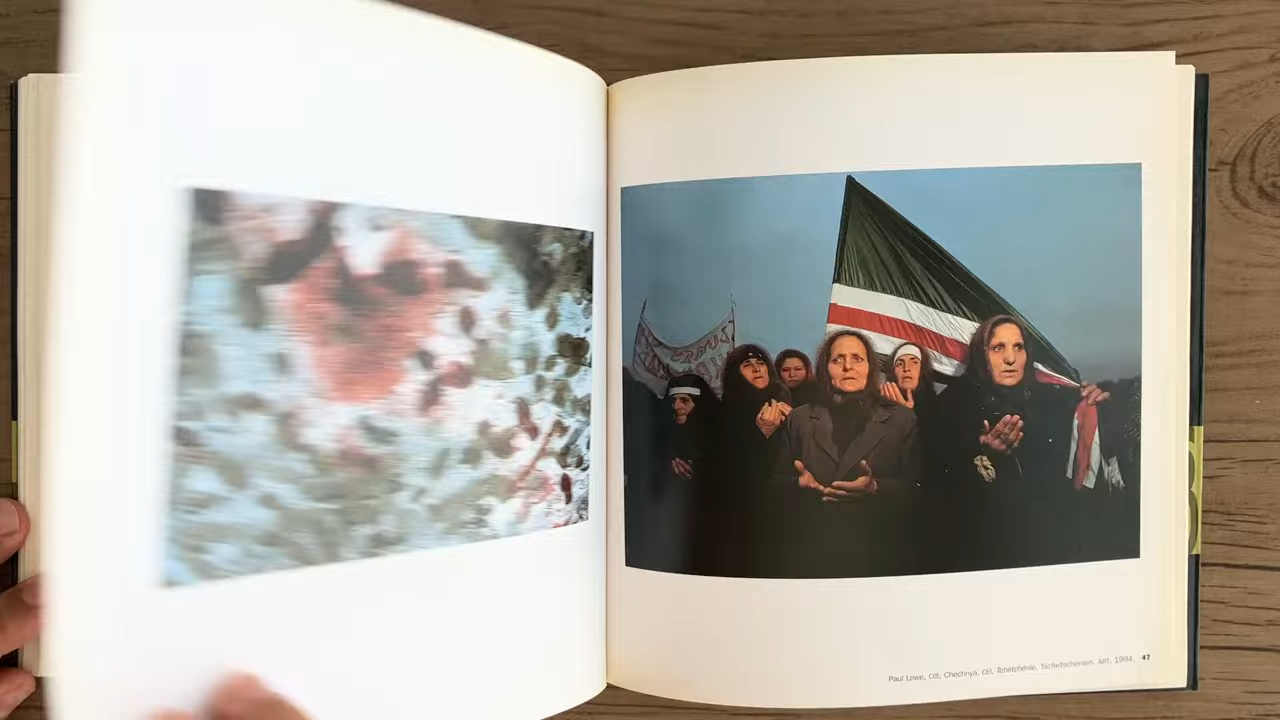 Paul Lowe, CIS, Chechnya, CEI, Tchétchénie, Tschetschenien, ART, 1994. 47